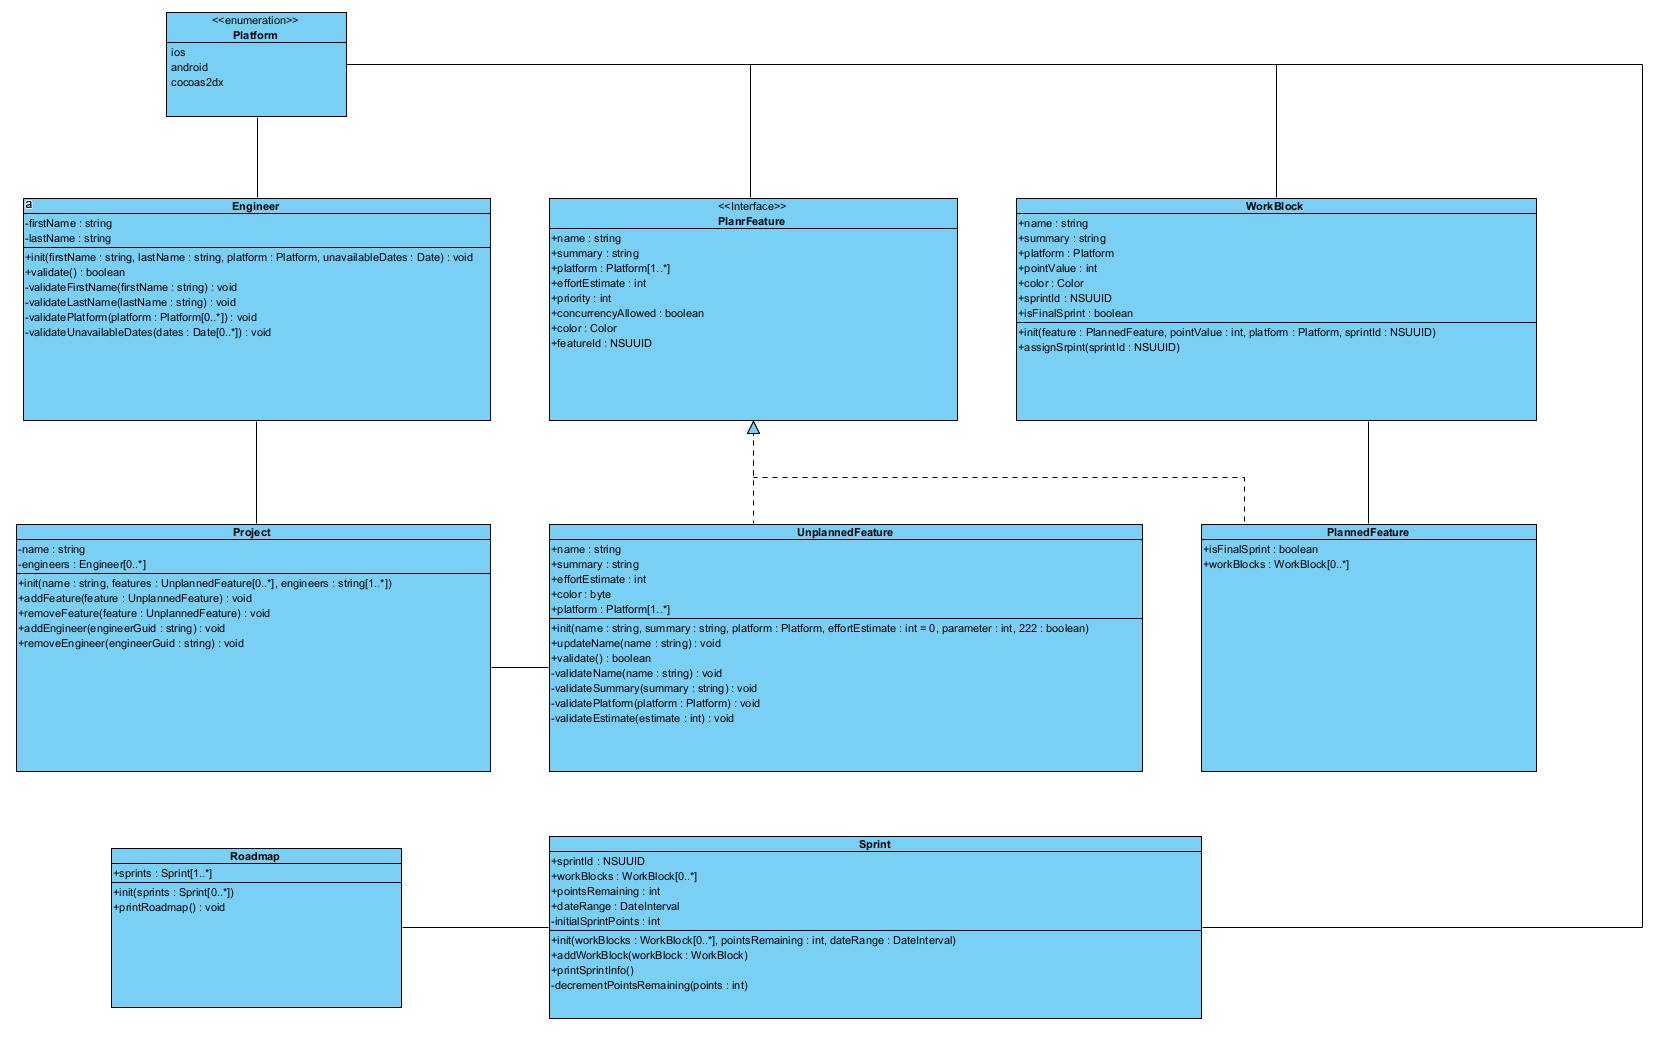 <<enumeration>>
Platform
ios
android
cocoas2dx
a
Engineer
-firstName : string
-lastName : string
+init(firstName : string, lastName : string, platform : Platform, unavailableDates : Date) : void
+validate() : boolean
-validateFirstName(firstName : string) : void
-validateLastName(lastName : string) : void
-validatePlatform(platform : Platform[0..*]) : void
-validateUnavailableDates(dates : Date[0..*]) : void
<<Interface>>
PlanrFeature
+name : string
+summary : string
+platform : Platform[1..*]
+effortEstimate : int
+priority : int
+concurrencyAllowed : boolean
+color : Color
+featureId : NSUUID
WorkBlock
+name : string
+summary : string
+platform : Platform
+pointValue : int
+color : Color
+sprintId : NSUUID
+isFinalSprint : boolean
+init(feature : PlannedFeature, pointValue : int, platform : Platform, sprintId : NSUUID)
+assignSrpint(sprintId : NSUUID)
Project
-name : string
-engineers : Engineer[0..*]
+init(name : string, features : UnplannedFeature[0..*], engineers : string[1..*])
+addFeature(feature : UnplannedFeature) : void
+removeFeature(feature : UnplannedFeature) : void
+addEngineer(engineerGuid : string) : void
+removeEngineer(engineerGuid : string) : void
UnplannedFeature
+name : string
+summary : string
+effortEstimate : int
+color : byte
+platform : Platform[1..*]
+init(name : string, summary : string, platform : Platform, effortEstimate : int = 0, parameter : int, 222 : boolean)
+updateName(name : string) : void
+validate() : boolean
-validateName(name : string) : void
-validateSummary(summary : string) : void
-validatePlatform(platform : Platform) : void
-validateEstimate(estimate : int) : void
PlannedFeature
+isFinalSprint : boolean
+workBlocks : WorkBlock[0..*]
Roadmap
+sprints : Sprint[1..*]
+init(sprints : Sprint[0..*])
+printRoadmap() : void
Sprint
+sprintId : NSUUID
+workBlocks : WorkBlock[0..*]
+pointsRemaining : int
+dateRange : DateInterval
-initialSprintPoints : int
+init(workBlocks : WorkBlock[0..*], pointsRemaining : int, dateRange : DateInterval)
+addWorkBlock(workBlock : WorkBlock)
+printSprintInfo()
-decrementPointsRemaining(points : int)